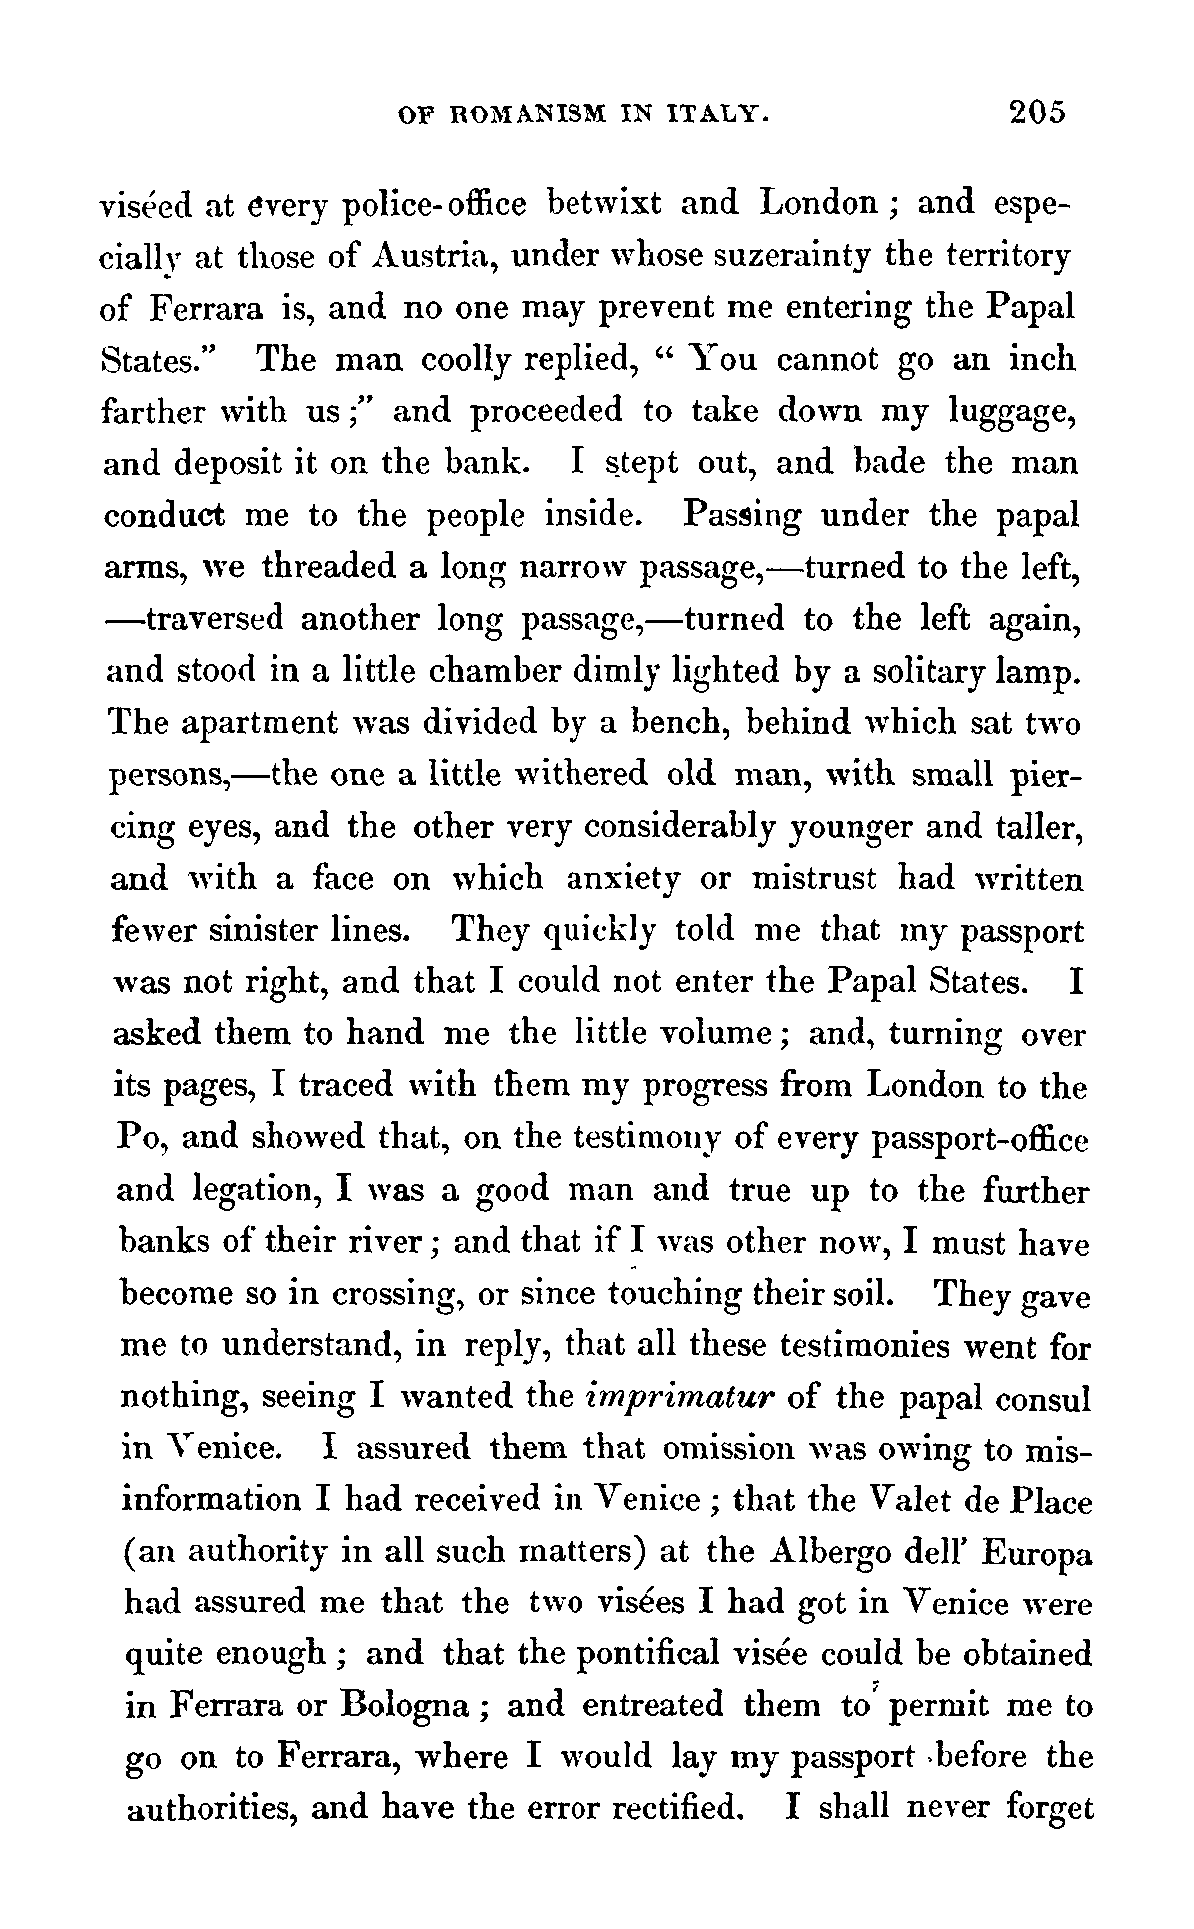 OF ROMANISM IN ITALY. 205
viséed at every police-office betwixt and London ; and espe-
cially at those of Austria, under whose suzerainty the territory
of Ferrara is, and no one may prevent me entering the Papal
States.” The man coolly replied, “ You cannot go an inch
farther with us ;” and proceeded to take down my luggage,
and deposit it on the bank. I stept out, and bade the man
conduct me to the people inside. Passing under the papal
arms, we threaded a long narrow passage,—turned to the left,
—traversed another long passage,—turned to the left again,
and stood in a little chamber dimly lighted by a solitary lamp.
The apartment was divided by a bench, behind which sat two
persons,—the one a little withered old man, with small pier-
cing eyes, and the other very considerably younger and taller,
and with a face on which anxiety or mistrust had written
fewer sinister lines. They quickly told me that my passport
was not right, and that I could not enter the Papal States. I
asked them to hand me the little volume ; and, turning over
its pages, I traced with them my progress from London to the
Po, and showed that, on the testimony of every passport-office
and legation, I was a good man and true up to the further
banks of their river ; and that if I was other now, I must have
become so in crossing, or since touching their soil. They gave
me to understand, in reply, that all these testimonies went for
nothing, seeing I wanted the imprimatur of the papal consul
in Venice. I assured them that omission was owing to mis-
information I had received in Venice ; that the Valet de Place
(an authority in all such matters) at the Albergo dell’ Europa
had assured me that the two visées I had got in Venice were
quite enough ; and that the pontifical visée could be obtained
in Ferrara or Bologna ; and entreated them to permit me to
go on to Ferrara, where I would lay my passport before the
authorities, and have the error rectified. I shall never forget